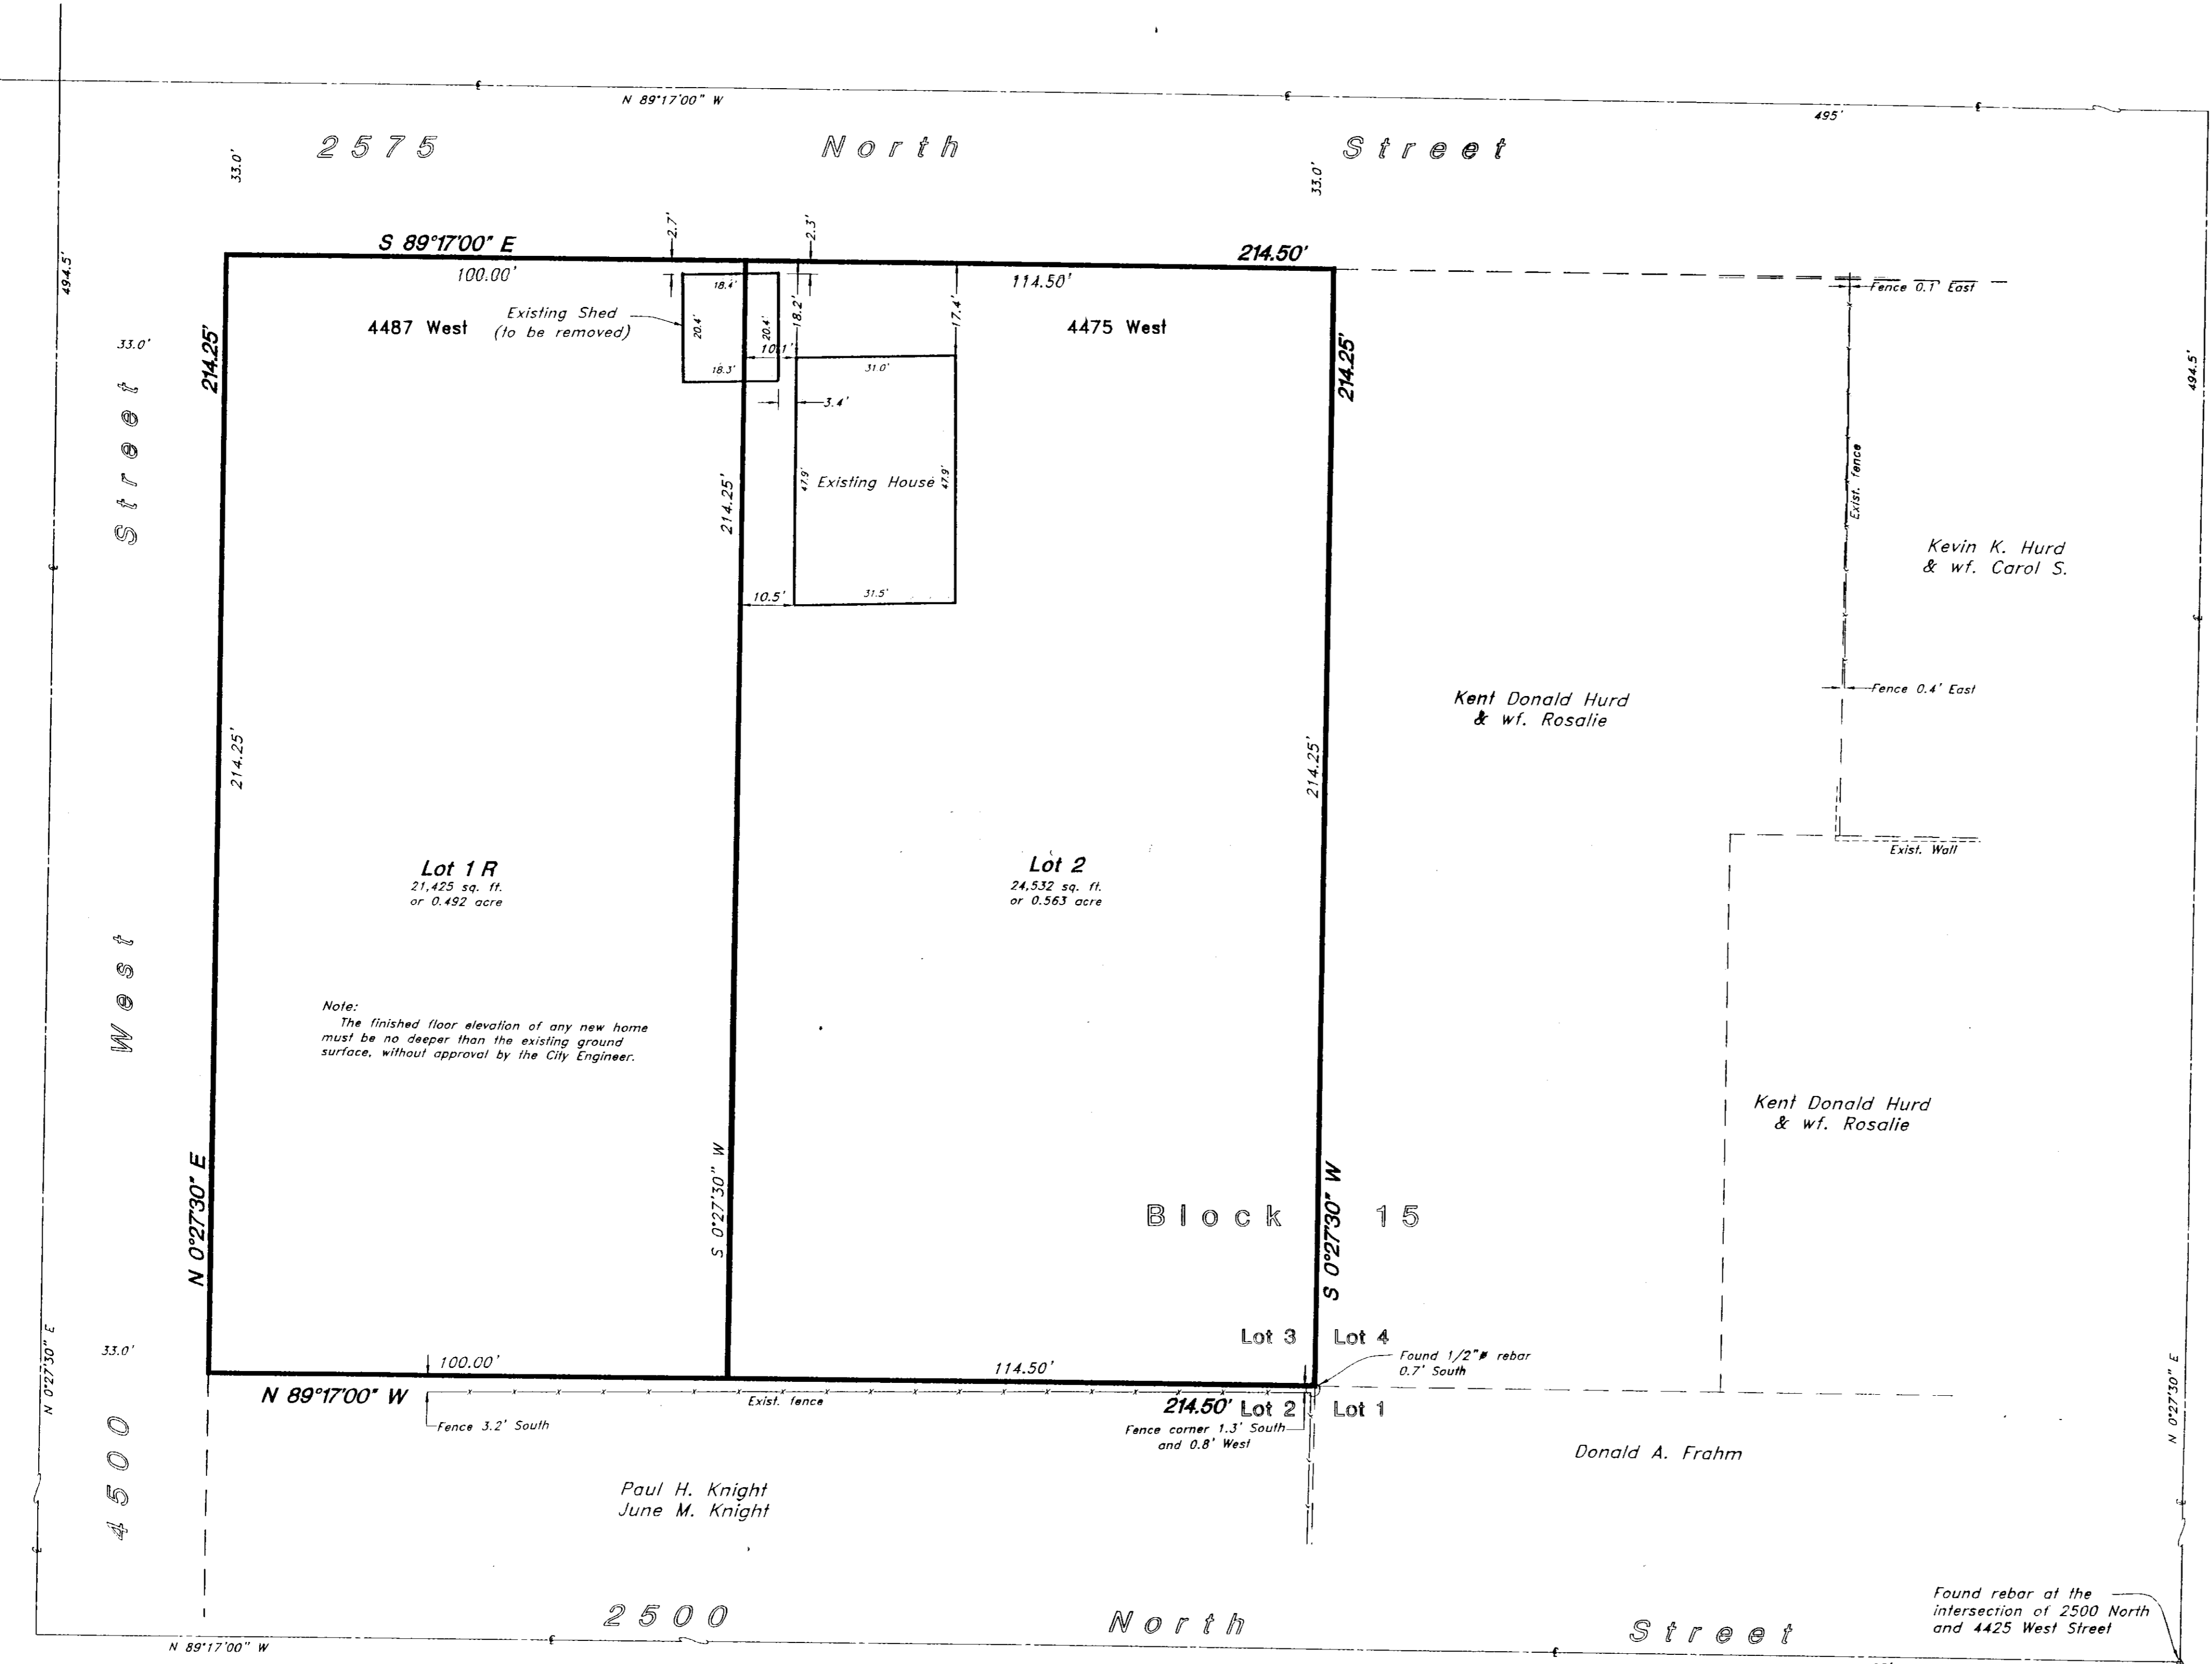 N 89°17'00" W
495'
2575 North Street
33.0'
33.0'
494.5'
2.7'
2.3'
S 89°17'00" E
214.50'
100.00'
114.50'
18.4'
Existing Shed
(to be removed)
4487 West
4475 West
20.4'
20.4'
18.2'
17.4'
10.1'
18.3'
31.0'
3.4'
Fence 0.1' East
33.0'
214.25'
214.25'
494.5'
47.9'
Existing House
47.9'
214.25'
Exist. fence
10.5'
31.5'
Kevin K. Hurd
& wf. Carol S.
Fence 0.4' East
Kent Donald Hurd
& wf. Rosalie
214.25'
214.25'
Exist. Wall
Lot 1 R
21,425 sq. ft.
or 0.492 acre
Lot 2
24,532 sq. ft.
or 0.563 acre
Note:
The finished floor elevation of any new home
must be no deeper than the existing ground
surface, without approval by the City Engineer.
4500 West Street
N 0°27'30" E
S 0°27'30" W
S 0°27'30" W
Kent Donald Hurd
& wf. Rosalie
Block 15
Lot 3
Lot 4
Found 1/2"ø rebar
0.7' South
33.0'
N 0°27'30" E
N 0°27'30" E
100.00'
114.50'
N 89°17'00" W
Exist. fence
214.50'
Lot 2
Lot 1
Fence 3.2' South
Fence corner 1.3' South
and 0.8' West
Donald A. Frahm
Paul H. Knight
June M. Knight
Found rebar at the
intersection of 2500 North
and 4425 West Street
2500 North Street
N 89°17'00" W